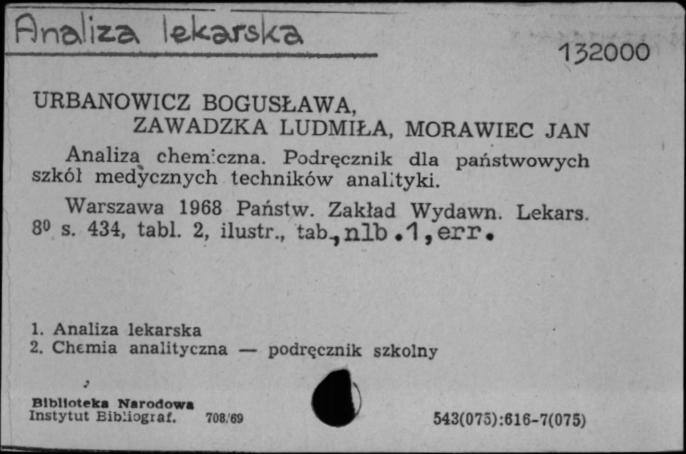 Analiza lekarska
132000
URBANOWICZ BOGUSŁAWA,
ZAWADZKA LUDMIŁA, MORAWIEC JAN
Analiza chemiczna. Podręcznik dla państwowych
szkół medycznych techników analityki.
Warszawa 1968 Państw. Zakład Wydawn. Lekars.
8º s. 434, tabl. 2, ilustr., tab., nlb.1, err.
1. Analiza lekarska
2. Chemia analityczna — podręcznik szkolny
Biblioteka Narodowa
Instytut Bibliograf. 708/69
543(075):616-7(075)